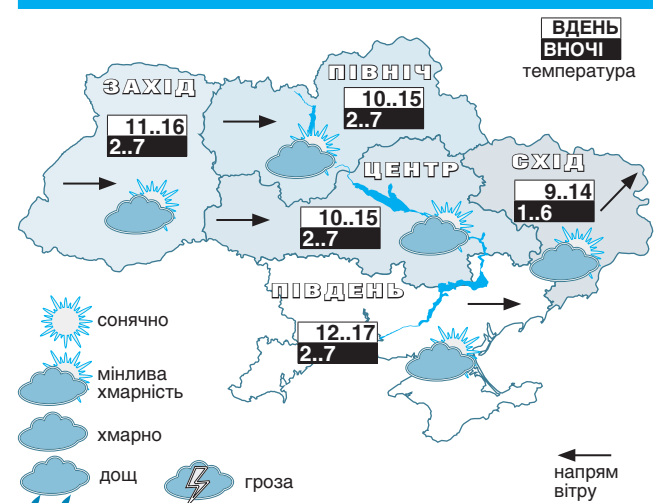 ВДЕНЬ
ВНОЧІ
температура
ПІВНІЧ
10..15
2..7
ЗАХІД
11..16
2..7
ЦЕНТР
10..15
2..7
СХІД
9..14
1..6
ПІВДЕНЬ
12..17
2..7
сонячно
мінлива
хмарність
хмарно
дощ
гроза
напрям
вітру